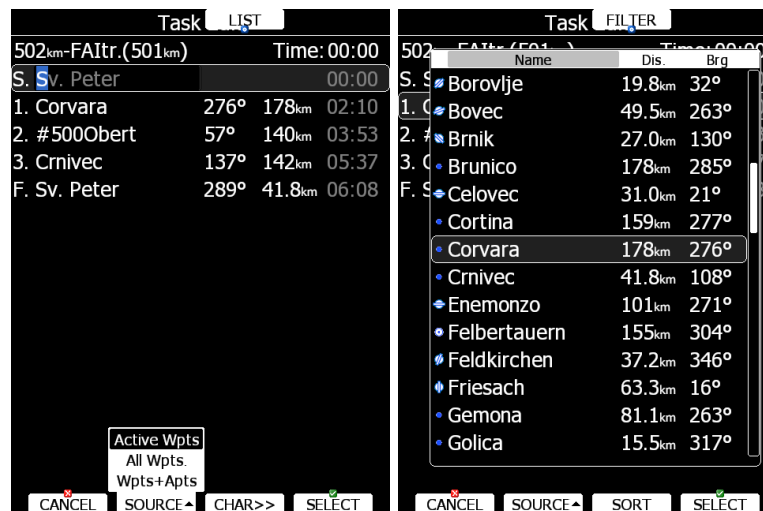 Task
LIST
502km-FAItr.(501km) Time: 00:00
S. Sv. Peter 00:00
1. Corvara 276° 178km 02:10
2. #500Obert 57° 140km 03:53
3. Crnivec 137° 142km 05:37
F. Sv. Peter 289° 41.8km 06:08
Active Wpts
All Wpts.
Wpts+Apts
CANCEL SOURCE CHAR>> SELECT
Task
FILTER
Name Dis. Brg
Borovlje 19.8km 32°
Bovec 49.5km 263°
Brnik 27.0km 130°
Brunico 178km 285°
Celovec 31.0km 21°
Cortina 159km 277°
Corvara 178km 276°
Crnivec 41.8km 108°
Enemonzo 101km 271°
Felbertauern 155km 304°
Feldkirchen 37.2km 346°
Friesach 63.3km 16°
Gemona 81.1km 263°
Golica 15.5km 317°
CANCEL SOURCE SORT SELECT